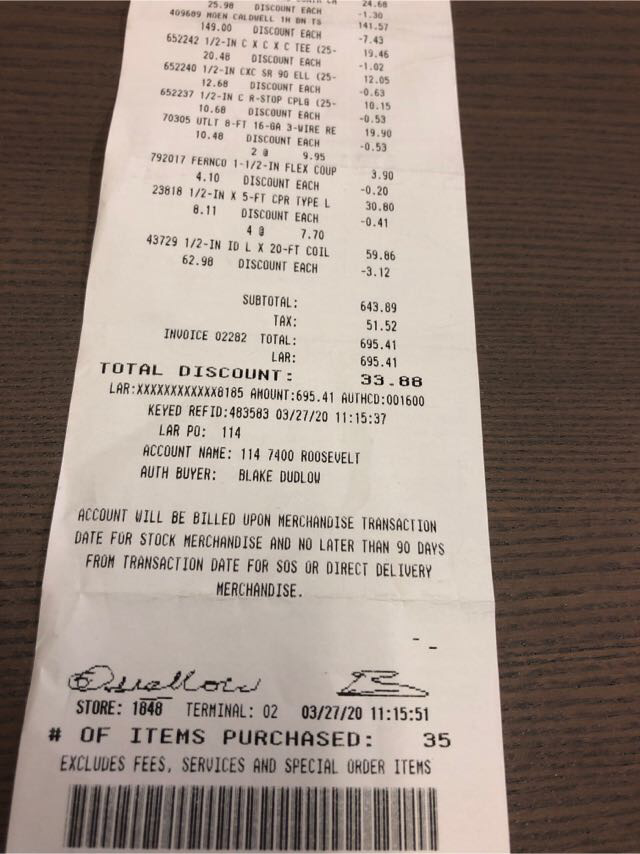 24.68
25.98 DISCOUNT EACH -1.30
409689 MOEN CALDWELL 1H BN TS 141.57
149.00 DISCOUNT EACH -7.43
652242 1/2-IN C X C X C TEE (25- 19.46
20.48 DISCOUNT EACH -1.02
652240 1/2-IN CXC SR 90 ELL (25- 12.05
12.68 DISCOUNT EACH -0.63
652237 1/2-IN C R-STOP CPLG (25- 10.15
10.68 DISCOUNT EACH -0.53
70305 UTLT 8-FT 16-GA 3-WIRE RE 19.90
10.48 DISCOUNT EACH -0.53
2 @ 9.95
792017 FERNCO 1-1/2-IN FLEX COUP 3.90
4.10 DISCOUNT EACH -0.20
23818 1/2-IN X 5-FT CPR TYPE L 30.80
8.11 DISCOUNT EACH -0.41
4 @ 7.70
43729 1/2-IN ID L X 20-FT COIL 59.86
62.98 DISCOUNT EACH -3.12
SUBTOTAL: 643.89
TAX: 51.52
INVOICE 02282 TOTAL: 695.41
LAR: 695.41
TOTAL DISCOUNT: 33.88
LAR:XXXXXXXXXXXX8185 AMOUNT:695.41 AUTHCD:001600
KEYED REFID:483583 03/27/20 11:15:37
LAR PO: 114
ACCOUNT NAME: 114 7400 ROOSEVELT
AUTH BUYER: BLAKE DUDLOW
ACCOUNT WILL BE BILLED UPON MERCHANDISE TRANSACTION
DATE FOR STOCK MERCHANDISE AND NO LATER THAN 90 DAYS
FROM TRANSACTION DATE FOR SOS OR DIRECT DELIVERY
MERCHANDISE.
STORE: 1848 TERMINAL: 02 03/27/20 11:15:51
# OF ITEMS PURCHASED: 35
EXCLUDES FEES, SERVICES AND SPECIAL ORDER ITEMS